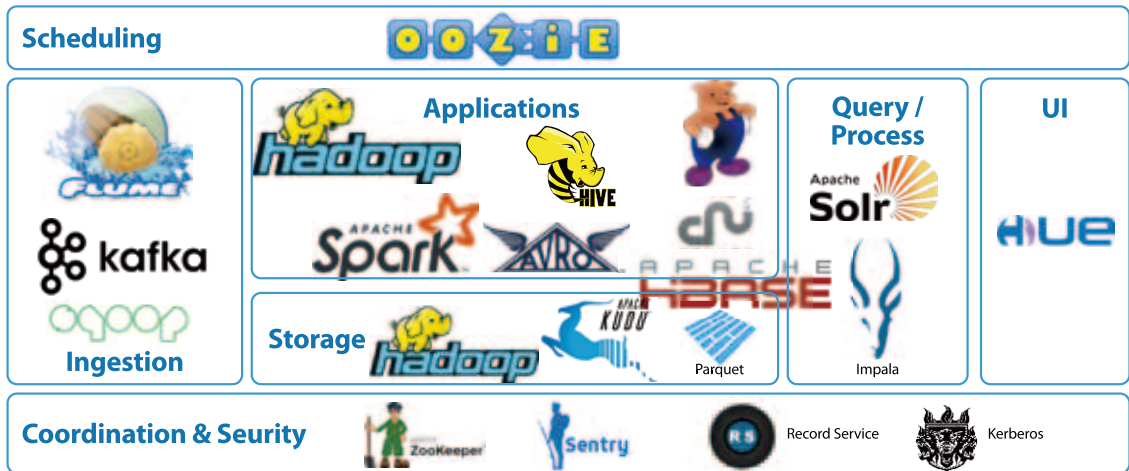 Scheduling
OOZiE
FLUME
kafka
sqoop
Ingestion
Applications
hadoop
HIVE
APACHE
Spark
AVRO
APACHE
HBASE
Storage
hadoop
APACHE
KUDU
Parquet
Query /
Process
Apache
Solr
Impala
UI
HUE
Coordination & Seurity
APACHE
ZooKeeper
Sentry
RS
Record Service
Kerberos